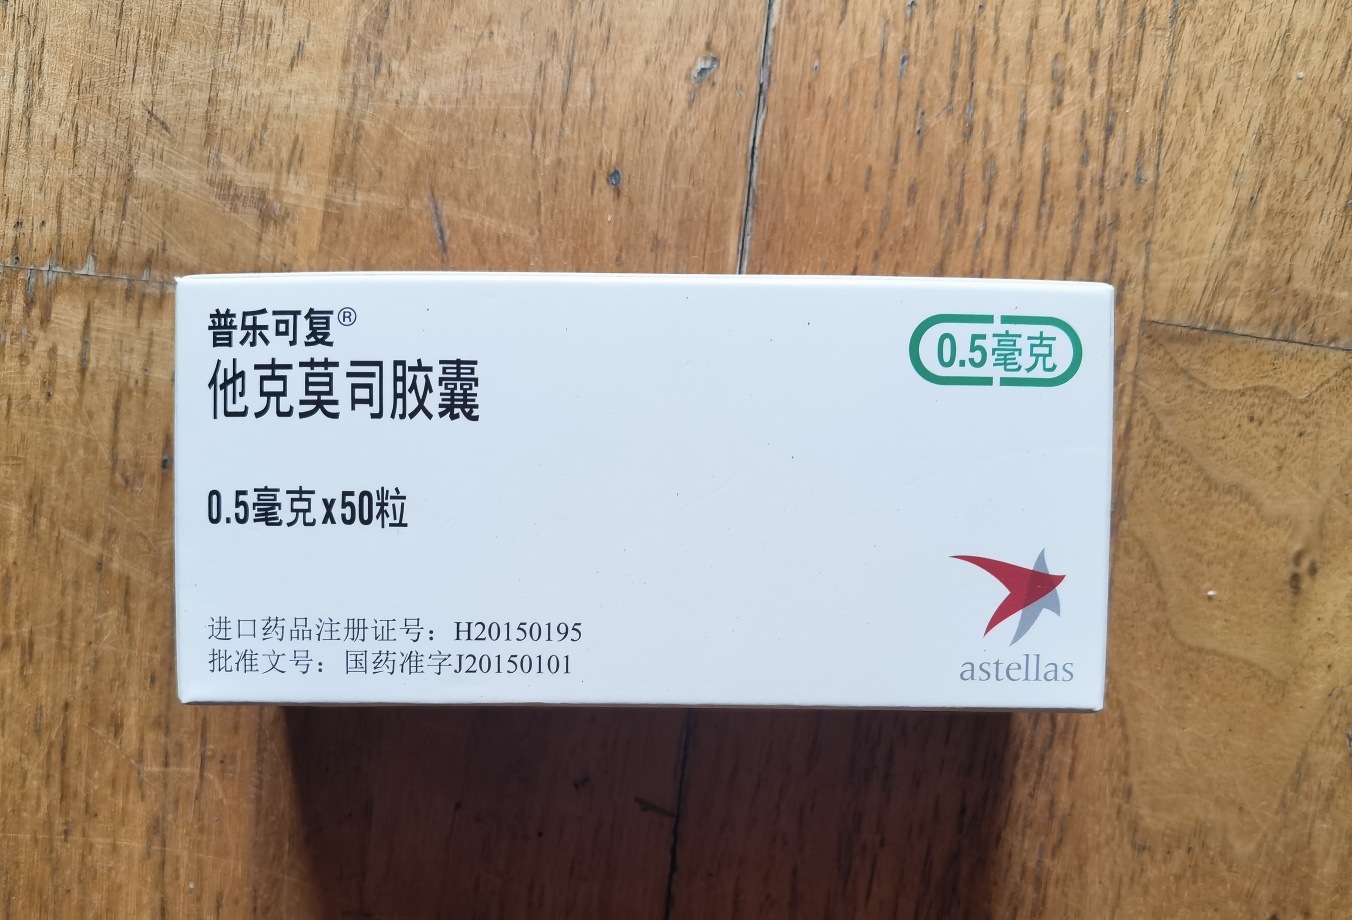 普乐可复®
他克莫司胶囊
0.5毫克
0.5毫克x50粒
进口药品注册证号：H20150195
批准文号：国药准字J20150101
astellas